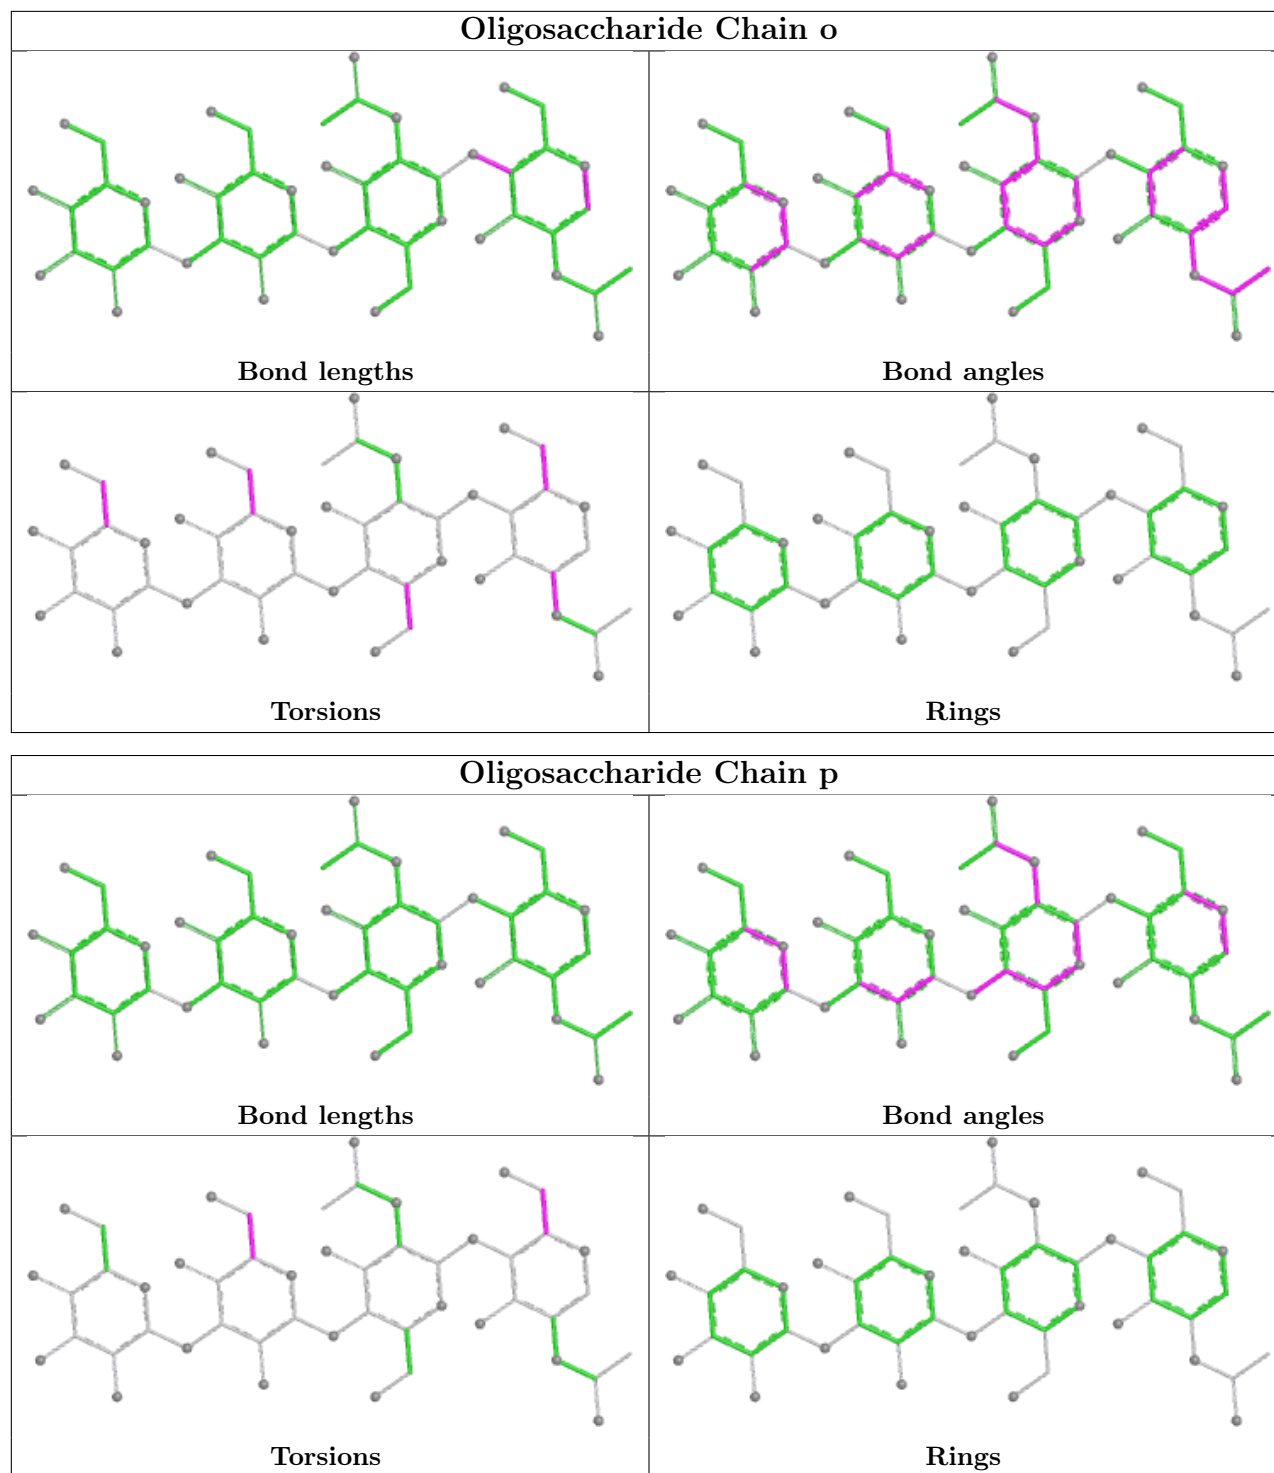 Oligosaccharide Chain o
Bond lengths
Bond angles
Torsions
Rings
Oligosaccharide Chain p
Bond lengths
Bond angles
Torsions
Rings